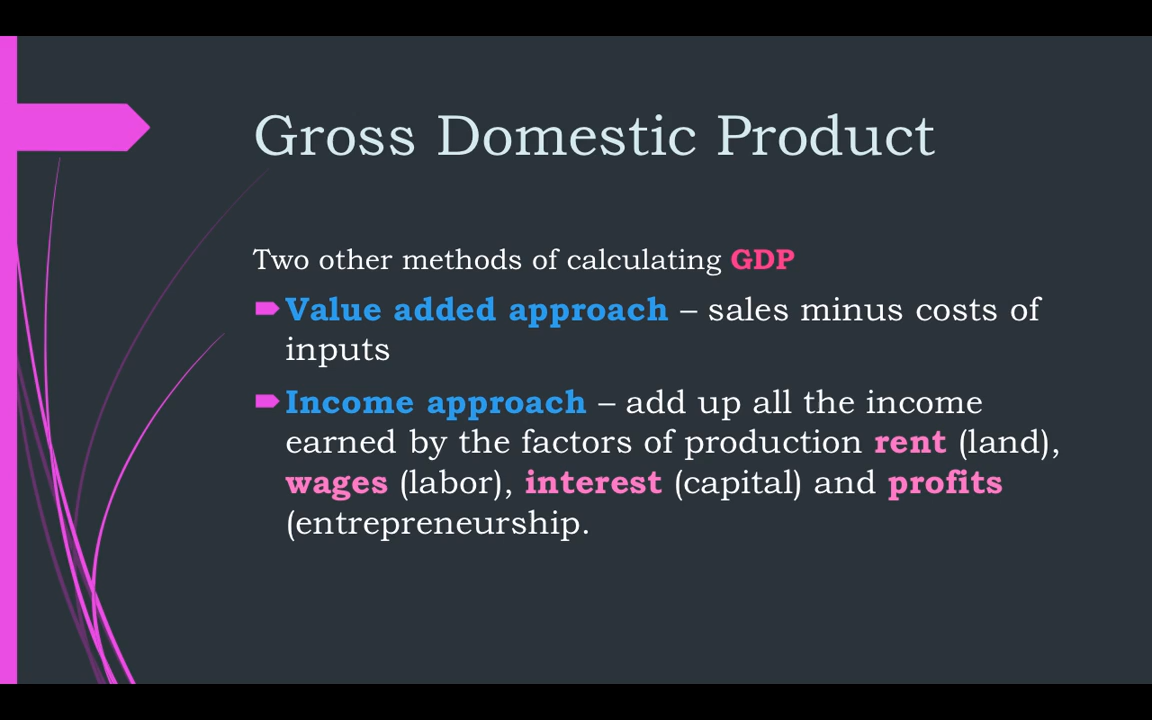 Gross Domestic Product
Two other methods of calculating GDP
Value added approach – sales minus costs of
inputs
Income approach – add up all the income
earned by the factors of production rent (land),
wages (labor), interest (capital) and profits
(entrepreneurship.